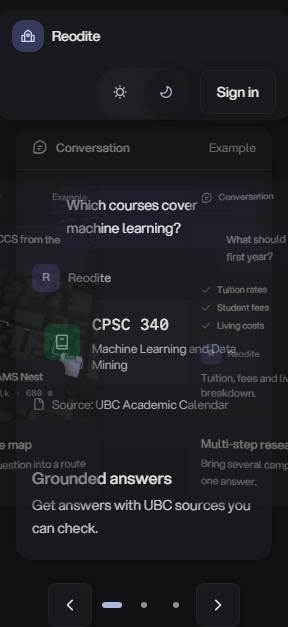 Reodite
Sign in
Conversation
Example
Example
Conversation
Which courses cover
machine learning?
CCS from the
What should
first year?
R
Reodite
Tuition rates
Student fees
Living costs
CPSC 340
Machine Learning and Data
Mining
Reodite
AMS Nest
lk · 680 m
Tuition, fees and liv
breakdown.
Source: UBC Academic Calendar
e map
uestion into a route
Multi-step resea
Bring several camp
one answer.
Grounded answers
Get answers with UBC sources you
can check.